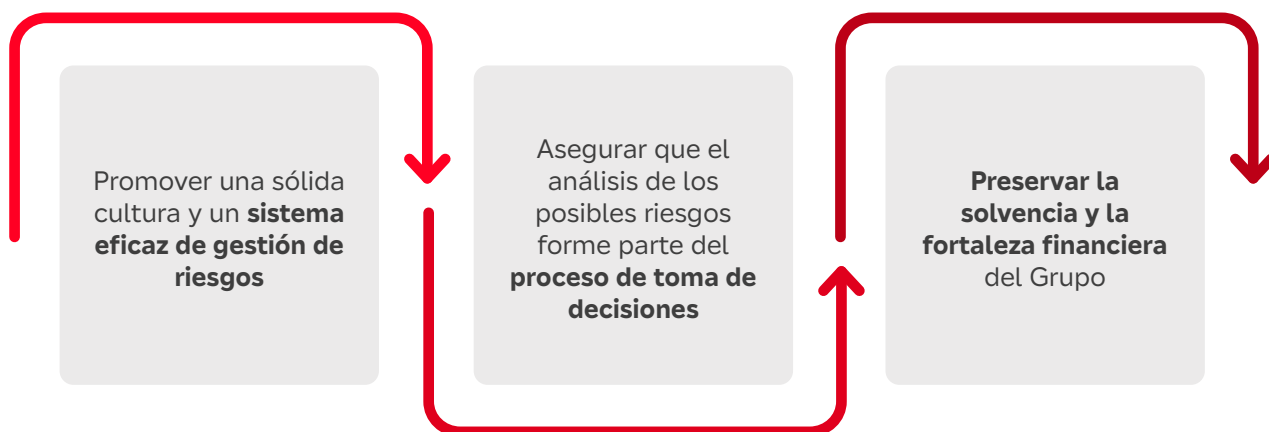 Promover una sólida
cultura y un sistema
eficaz de gestión de
riesgos
Asegurar que el
análisis de los
posibles riesgos
forme parte del
proceso de toma de
decisiones
Preservar la
solvencia y la
fortaleza financiera
del Grupo